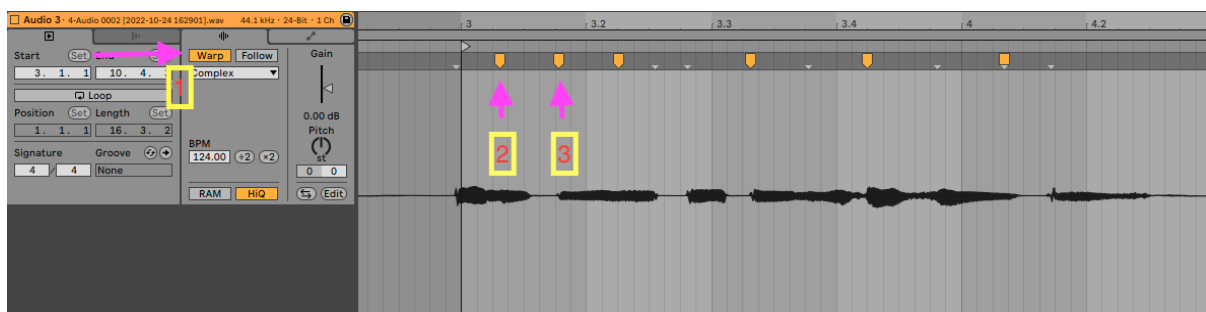 Audio 3 · 4-Audio 0002 [2022-10-24 162901].wav 44.1 kHz · 24-Bit · 1 Ch
3 3.2 3.3 3.4 4 4.2
Start Set End Warp Follow Gain
3. 1. 1 10. 4. Complex
1
Loop
Position Set Length Set 0.00 dB
1. 1. 1 16. 3. 2 Pitch
Signature Groove BPM st
4 / 4 None 124.00 ÷2 ×2 0 0
RAM HiQ Edit
2 3